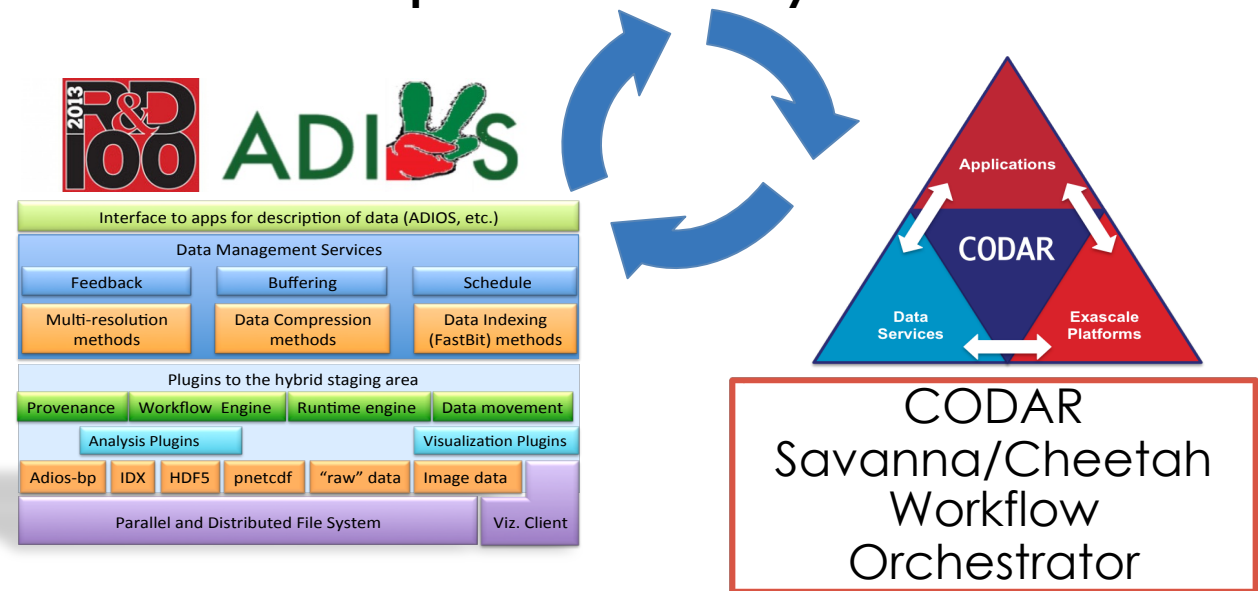 2013
R&D
100
ADIOS
Interface to apps for description of data (ADIOS, etc.)
Data Management Services
Feedback
Buffering
Schedule
Multi-resolution
methods
Data Compression
methods
Data Indexing
(FastBit) methods
Plugins to the hybrid staging area
Provenance
Workflow Engine
Runtime engine
Data movement
Analysis Plugins
Visualization Plugins
Adios-bp
IDX
HDF5
pnetcdf
“raw” data
Image data
Parallel and Distributed File System
Viz. Client
Applications
CODAR
Data
Services
Exascale
Platforms
CODAR
Savanna/Cheetah
Workflow
Orchestrator